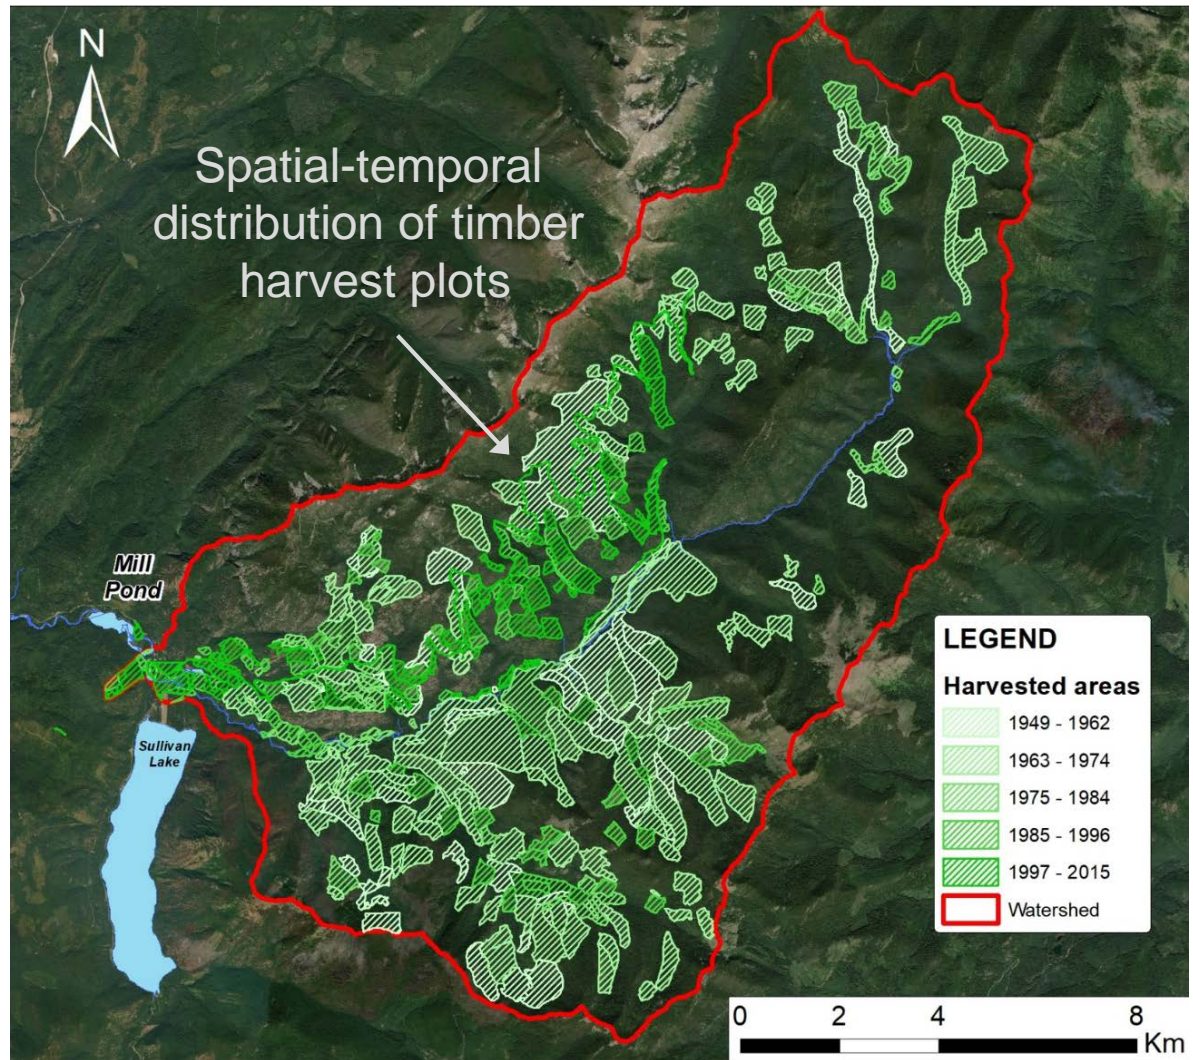 N
Spatial-temporal
distribution of timber
harvest plots
Mill
Pond
Sullivan
Lake
LEGEND
Harvested areas
1949 - 1962
1963 - 1974
1975 - 1984
1985 - 1996
1997 - 2015
Watershed
0 2 4 8
Km